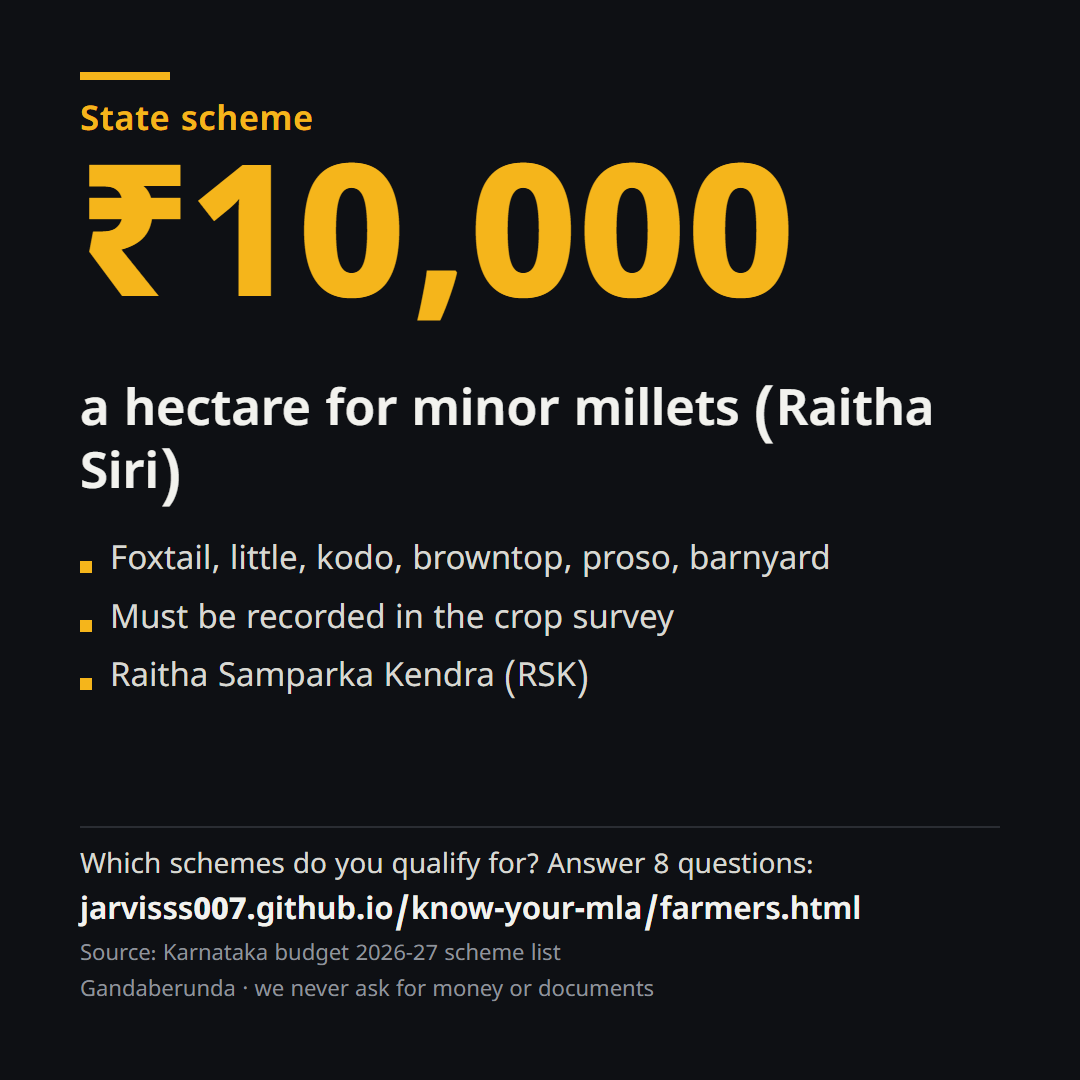 State scheme
₹10,000
a hectare for minor millets (Raitha
Siri)
Foxtail, little, kodo, browntop, proso, barnyard
Must be recorded in the crop survey
Raitha Samparka Kendra (RSK)
Which schemes do you qualify for? Answer 8 questions:
jarvisss007.github.io/know-your-mla/farmers.html
Source: Karnataka budget 2026-27 scheme list
Gandaberunda · we never ask for money or documents